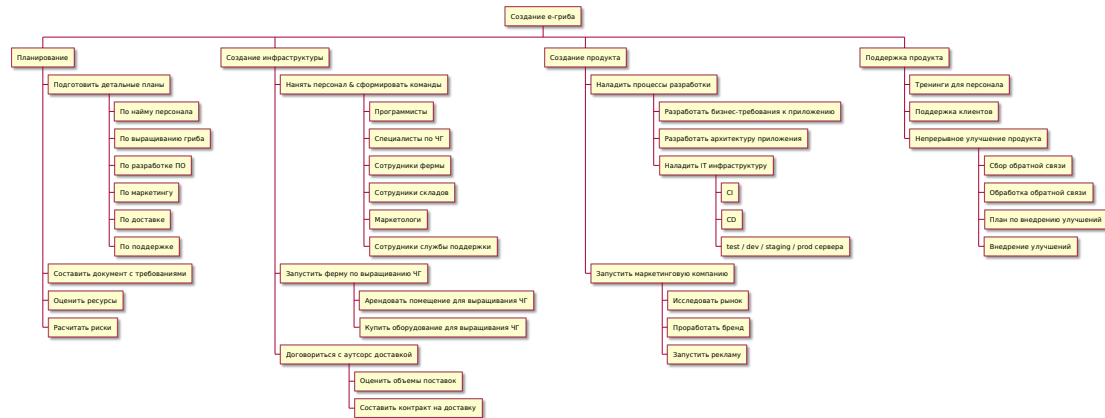 Создание е-гриба
Планирование
Подготовить детальные планы
По найму персонала
По выращиванию гриба
По разработке ПО
По маркетингу
По доставке
По поддержке
Составить документ с требованиями
Оценить ресурсы
Расчитать риски
Создание инфраструктуры
Нанять персонал & сформировать команды
Программисты
Специалисты по ЧГ
Сотрудники фермы
Сотрудники складов
Маркетологи
Сотрудники службы поддержки
Запустить ферму по выращиванию ЧГ
Арендовать помещение для выращивания ЧГ
Купить оборудование для выращивания ЧГ
Договориться с аутсорс доставкой
Оценить объемы поставок
Составить контракт на доставку
Создание продукта
Наладить процессы разработки
Разработать бизнес-требования к приложению
Разработать архитектуру приложения
Наладить IT инфраструктуру
CI
CD
test / dev / staging / prod сервера
Запустить маркетинговую компанию
Исследовать рынок
Проработать бренд
Запустить рекламу
Поддержка продукта
Тренинги для персонала
Поддержка клиентов
Непрерывное улучшение продукта
Сбор обратной связи
Обработка обратной связи
План по внедрению улучшений
Внедрение улучшений